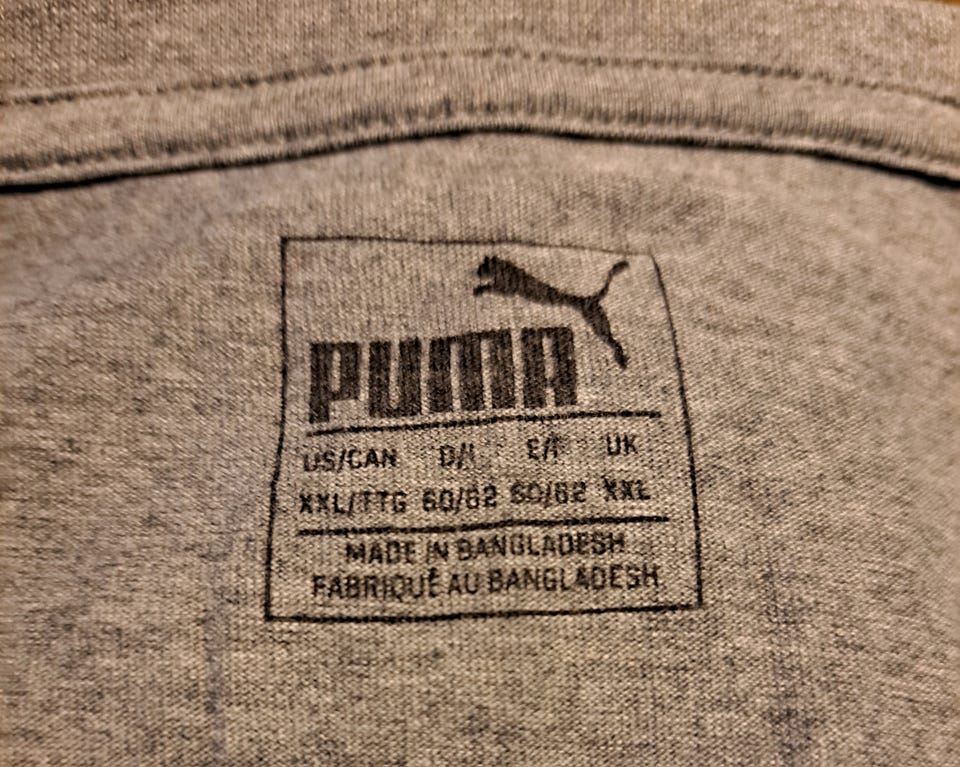 PUMA
US/CAN D/I E/F UK
XXL/TTG 60/62 60/62 XXL
MADE IN BANGLADESH
FABRIQUÉ AU BANGLADESH